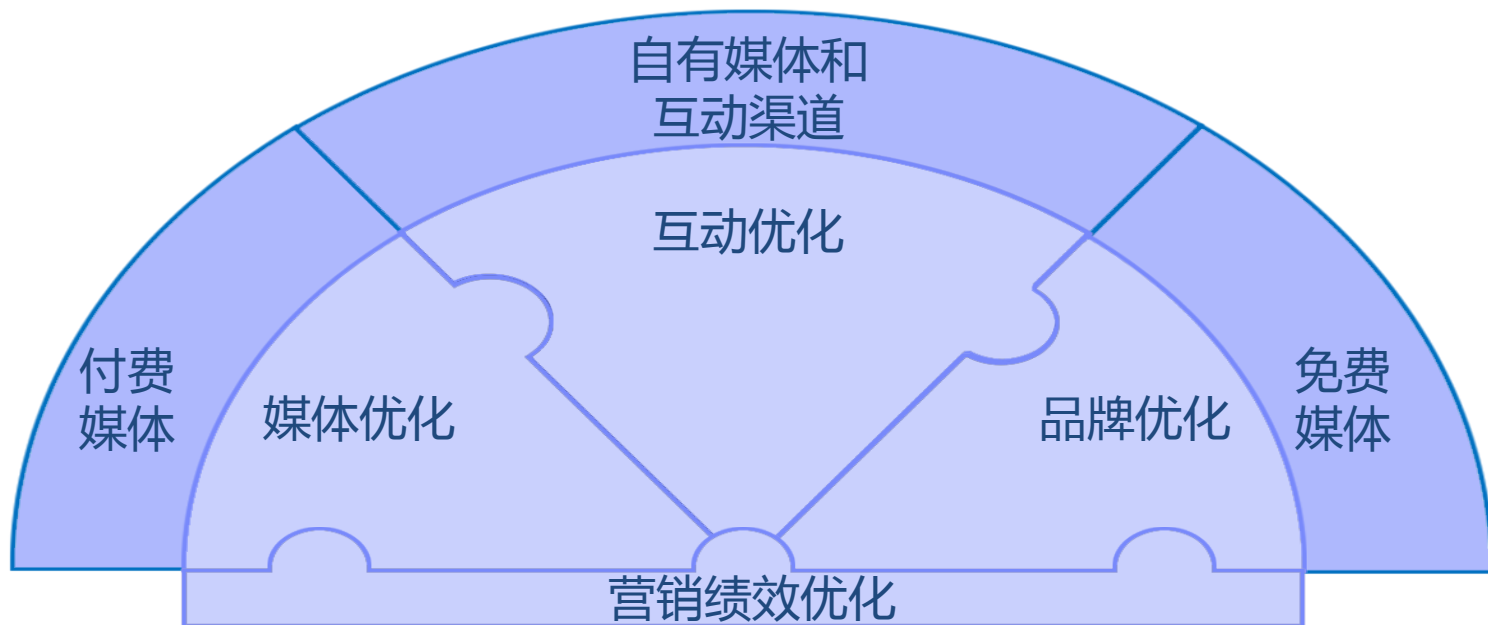 自有媒体和
互动渠道
互动优化
付费
媒体
媒体优化
品牌优化
免费
媒体
营销绩效优化